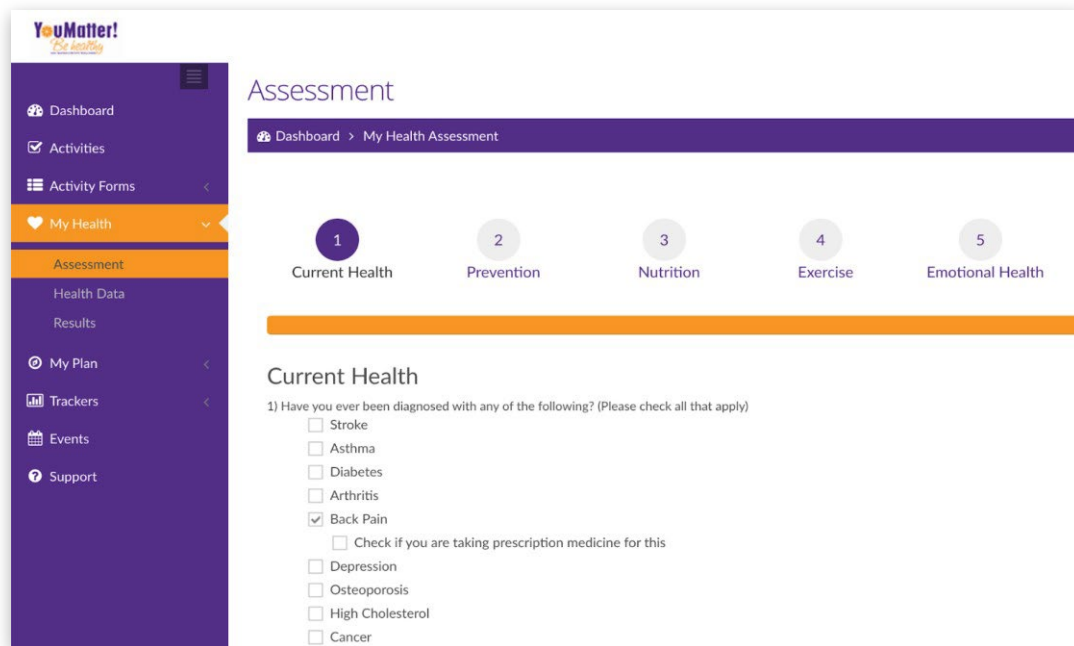 YouMatter!
Be healthy
Dashboard
Activities
Activity Forms
My Health
Assessment
Health Data
Results
My Plan
Trackers
Events
Support
Assessment
Dashboard > My Health Assessment
1
Current Health
2
Prevention
3
Nutrition
4
Exercise
5
Emotional Health
Current Health
1) Have you ever been diagnosed with any of the following? (Please check all that apply)
Stroke
Asthma
Diabetes
Arthritis
Back Pain
Check if you are taking prescription medicine for this
Depression
Osteoporosis
High Cholesterol
Cancer